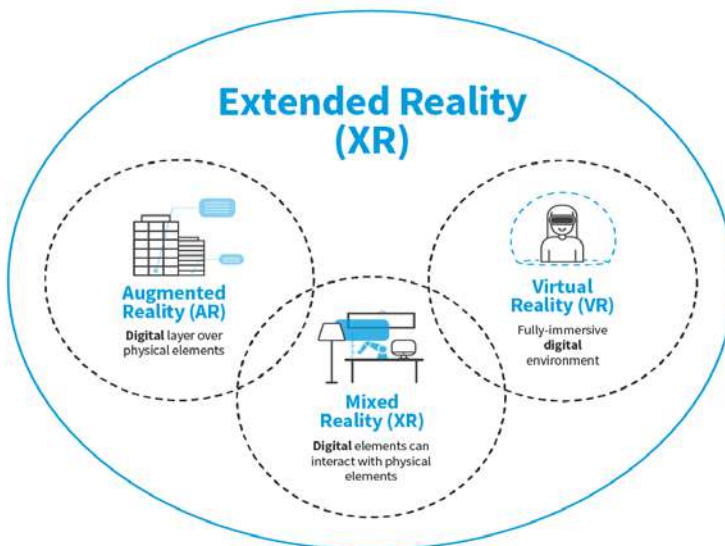 Extended Reality
(XR)
Augmented
Reality (AR)
Digital layer over
physical elements
Virtual
Reality (VR)
Fully-immersive
digital
environment
Mixed
Reality (XR)
Digital elements can
interact with physical
elements